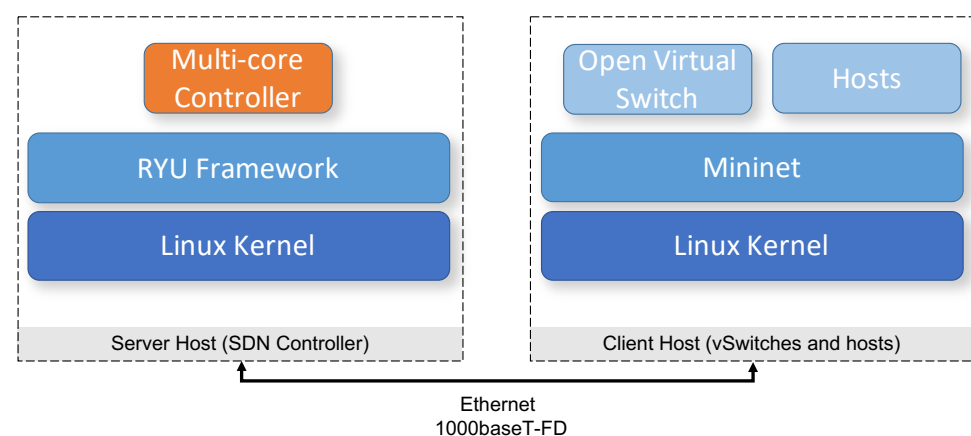 Multi-core
Controller
RYU Framework
Linux Kernel
Server Host (SDN Controller)
Open Virtual
Switch
Hosts
Mininet
Linux Kernel
Client Host (vSwitches and hosts)
Ethernet
1000baseT-FD